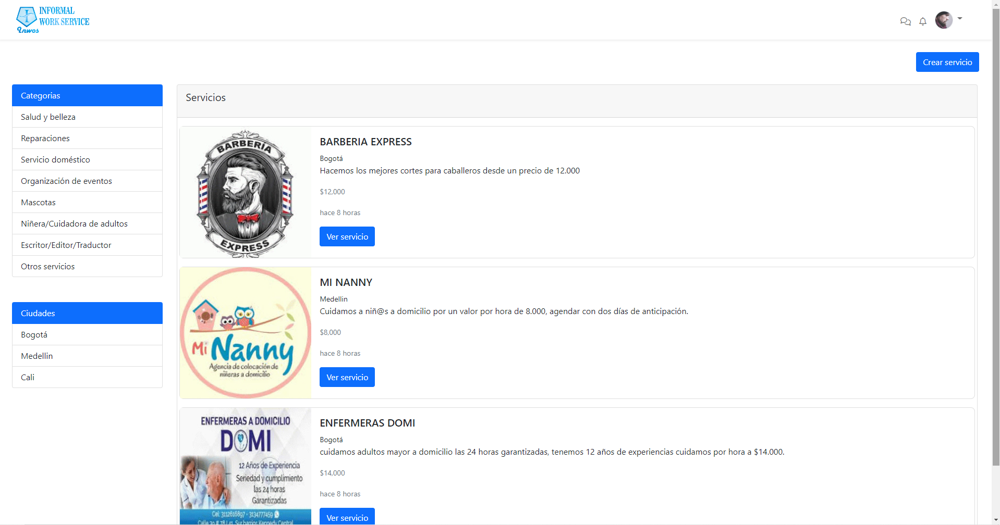 INFORMAL
WORK SERVICE
Inwos
Crear servicio
Categorias
Salud y belleza
Reparaciones
Servicio doméstico
Organización de eventos
Mascotas
Niñera/Cuidadora de adultos
Escritor/Editor/Traductor
Otros servicios
Ciudades
Bogotá
Medellin
Cali
Servicios
BARBERÍA
EXPRESS
BARBERIA EXPRESS
Bogotá
Hacemos los mejores cortes para caballeros desde un precio de 12.000
$12,000
hace 8 horas
Ver servicio
Mi Nanny
Agencia de colocación de
niñeras a domicilio
MI NANNY
Medellin
Cuidamos a niñ@s a domicilio por un valor por hora de 8.000, agendar con dos días de anticipación.
$8,000
hace 8 horas
Ver servicio
ENFERMERAS A DOMICILIO
DOMI
12 Años de Experiencia
Seriedad y cumplimiento
las 24 horas
Garantizadas
Cel: 3112616897 - 3134777459
Calle 39 # 78 L 41 Sur barrios Kennedy Central
ENFERMERAS DOMI
Bogotá
cuidamos adultos mayor a domicilio las 24 horas garantizadas, tenemos 12 años de experiencias cuidamos por hora a $14.000.
$14,000
hace 8 horas
Ver servicio